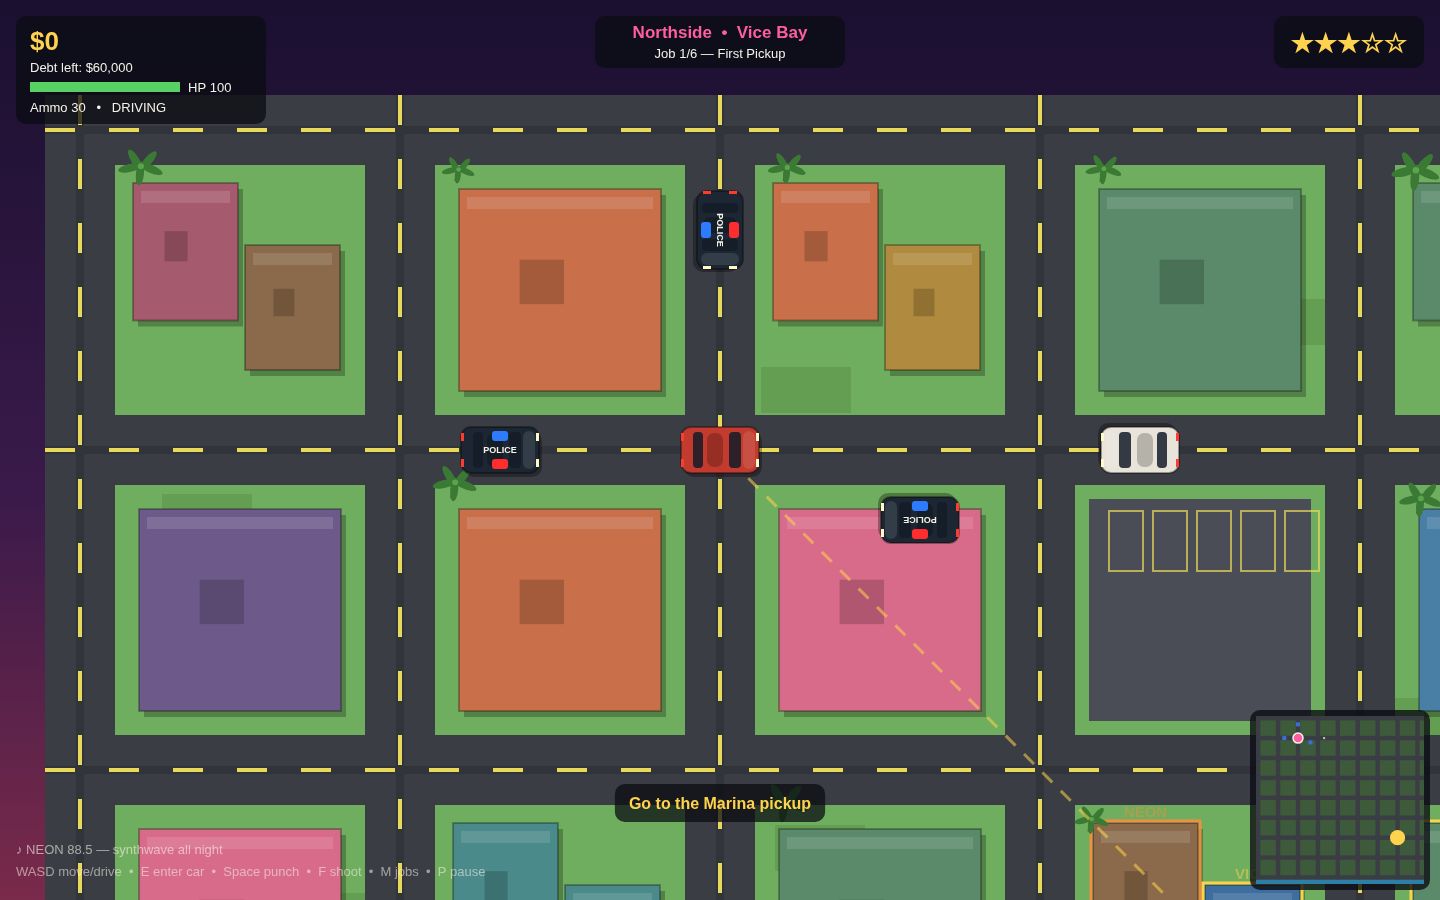 $0
Debt left: $60,000
HP 100
Ammo 30 • DRIVING
Northside • Vice Bay
Job 1/6 — First Pickup
★★★☆☆
POLICE
POLICE
POLICE
Go to the Marina pickup
NEON
♪ NEON 88.5 — synthwave all night
WASD move/drive • E enter car • Space punch • F shoot • M jobs • P pause